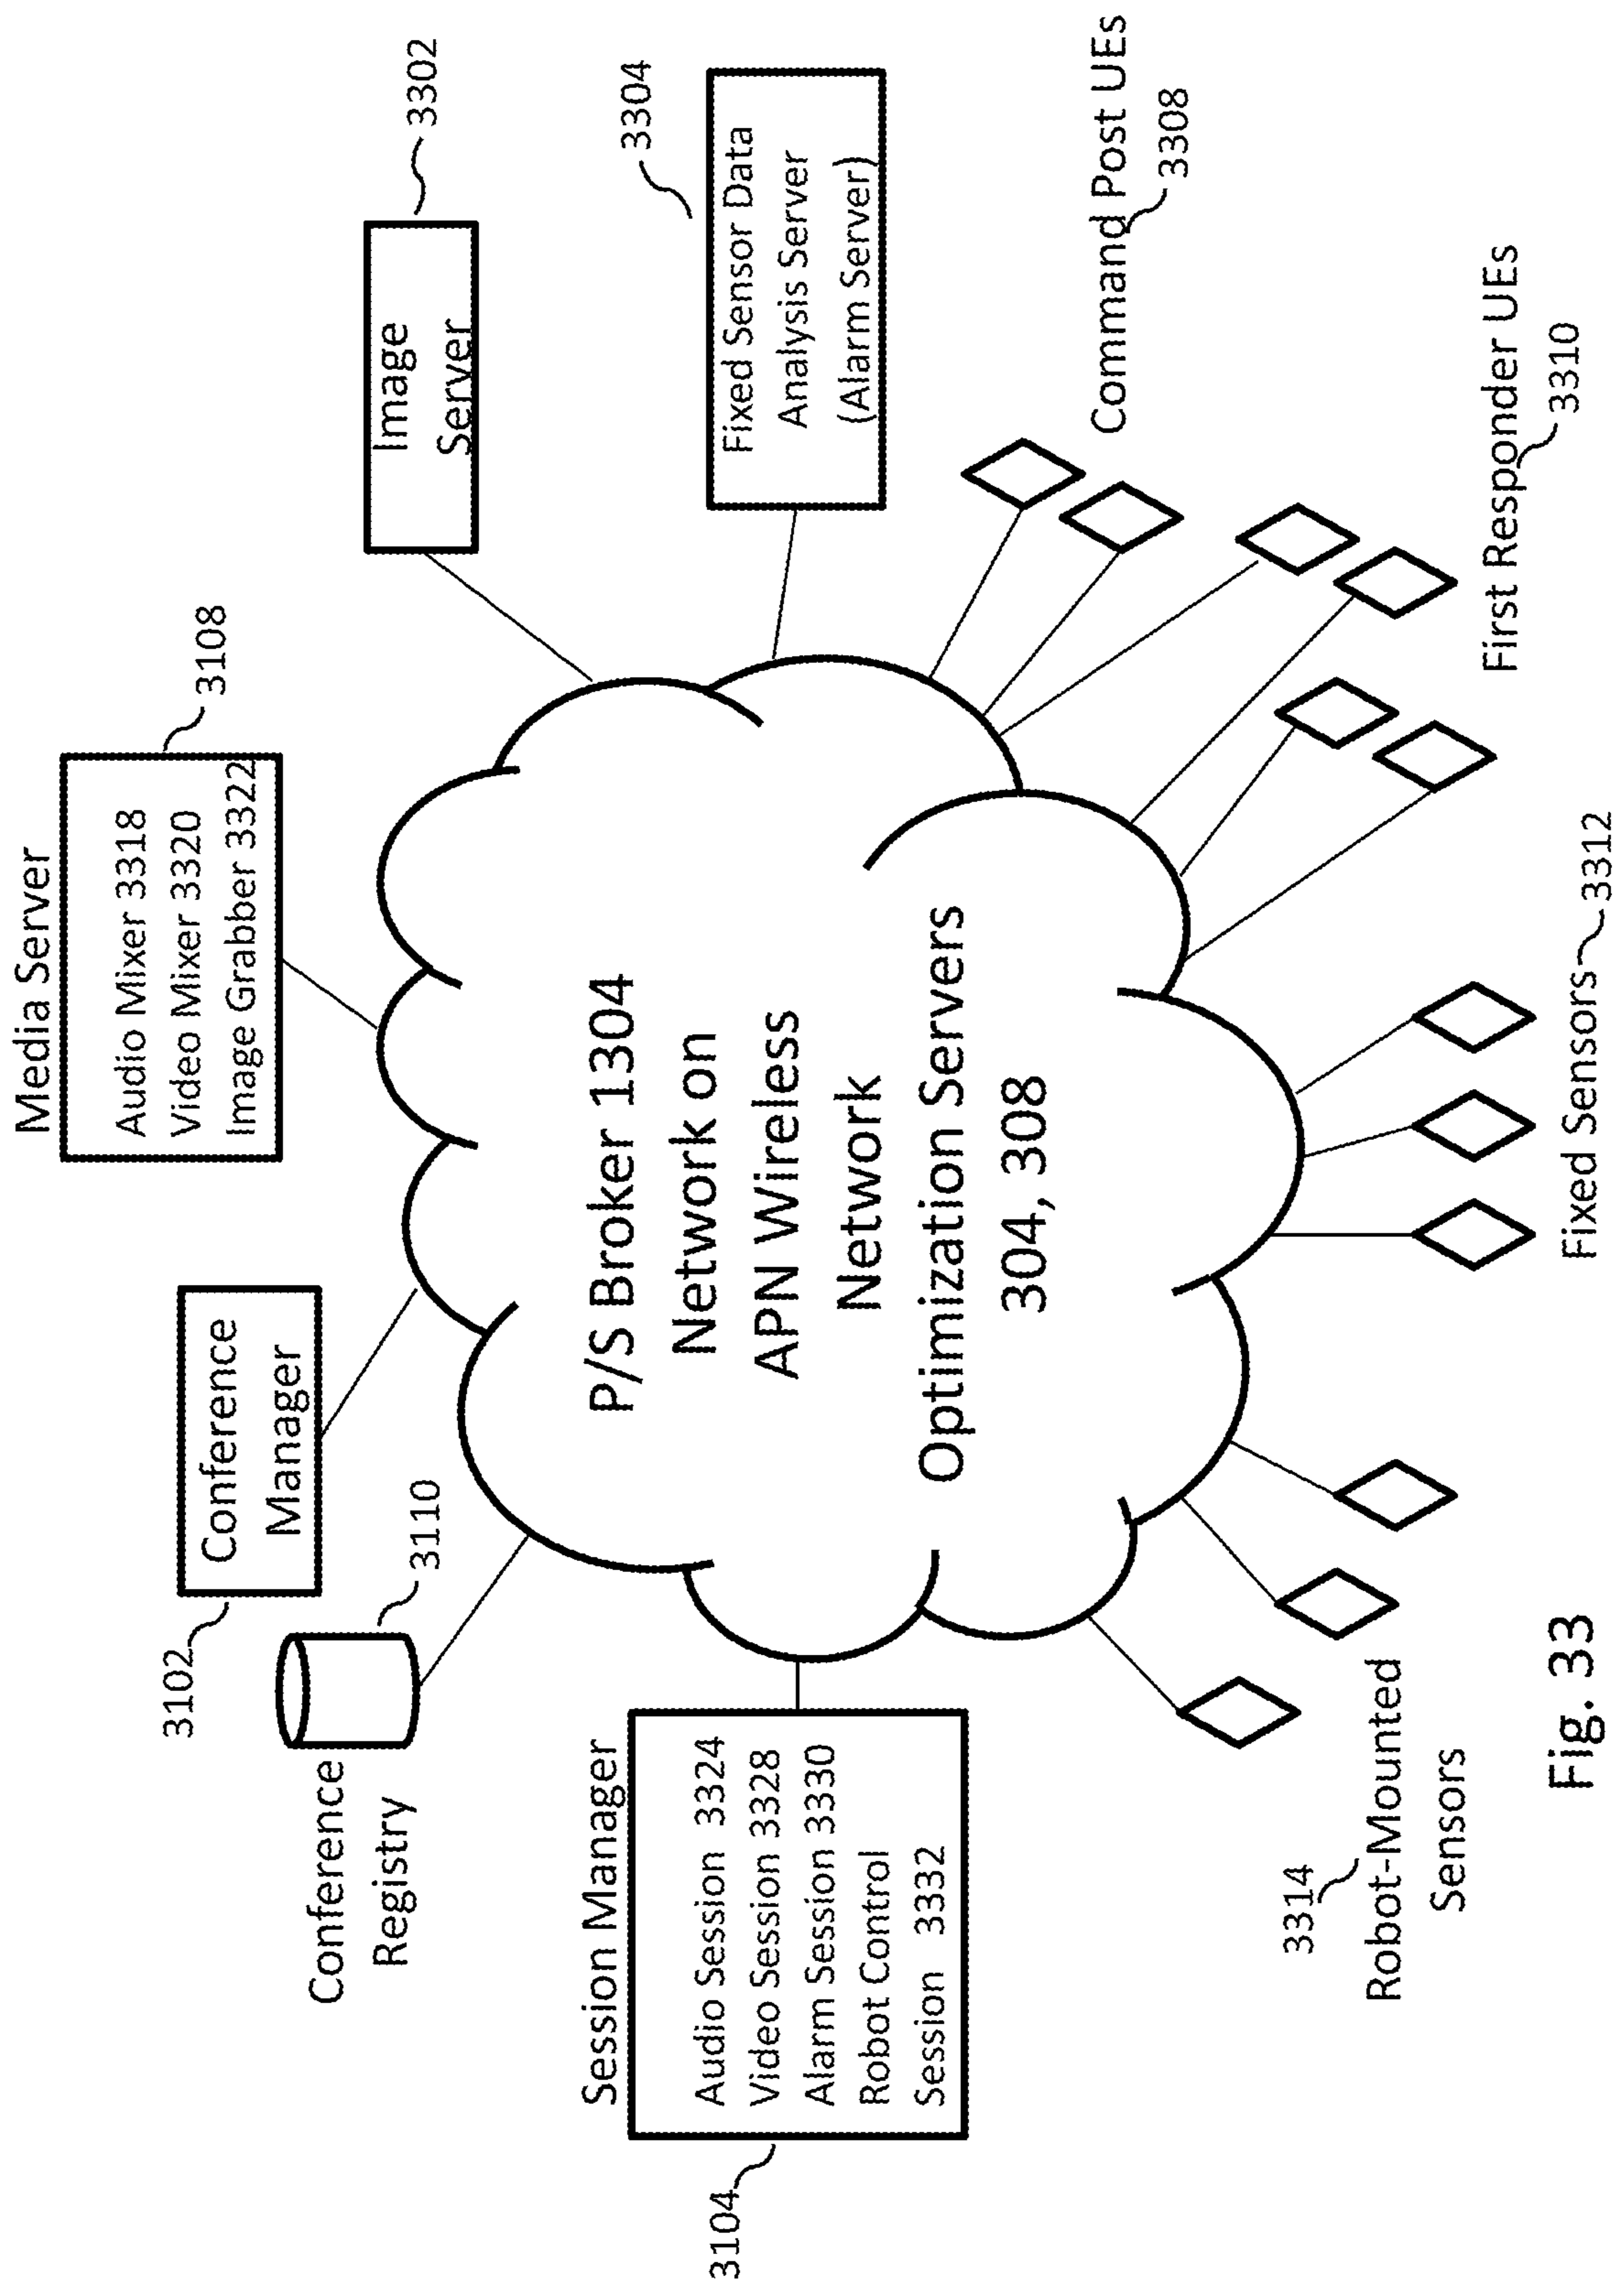 Media Server
3108
Audio Mixer 3318
Video Mixer 3320
Image Grabber 3322
3302
Image
Server
3304
Fixed Sensor Data
Analysis Server
(Alarm Server)
Command Post UEs
3308
First Responder UEs
3310
Fixed Sensors
3312
3314
Robot-Mounted
Sensors
3102
Conference
Manager
3110
Conference
Registry
Session Manager
3104
Audio Session 3324
Video Session 3328
Alarm Session 3330
Robot Control
Session 3332
P/S Broker 1304
Network on
APN Wireless
Network
Optimization Servers
304, 308
Fig. 33